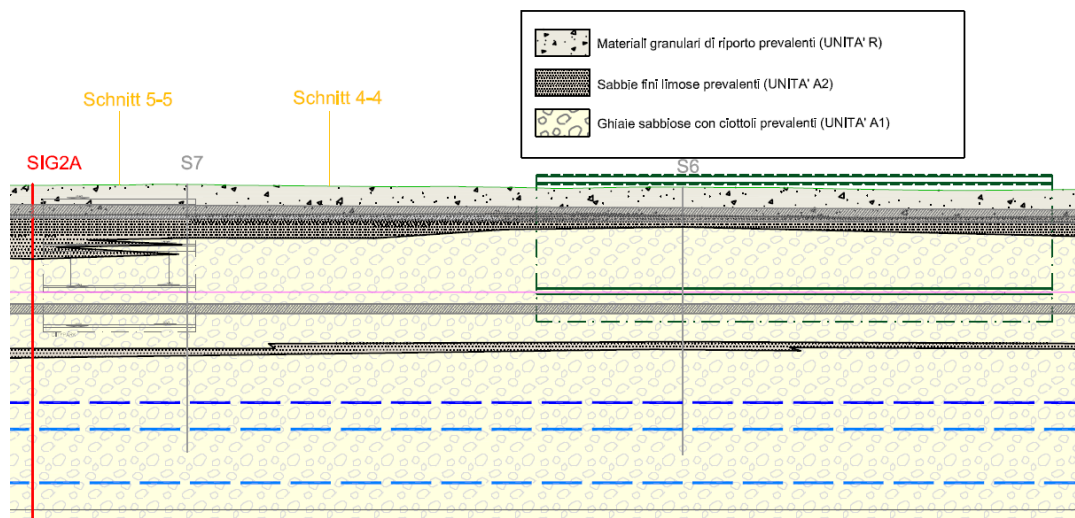 Materiali granulari di riporto prevalenti (UNITA' R)
Sabbie fini limose prevalenti (UNITA' A2)
Ghiaie sabbiose con ciottoli prevalenti (UNITA' A1)
Schnitt 5-5
Schnitt 4-4
SIG2A
S7
S6